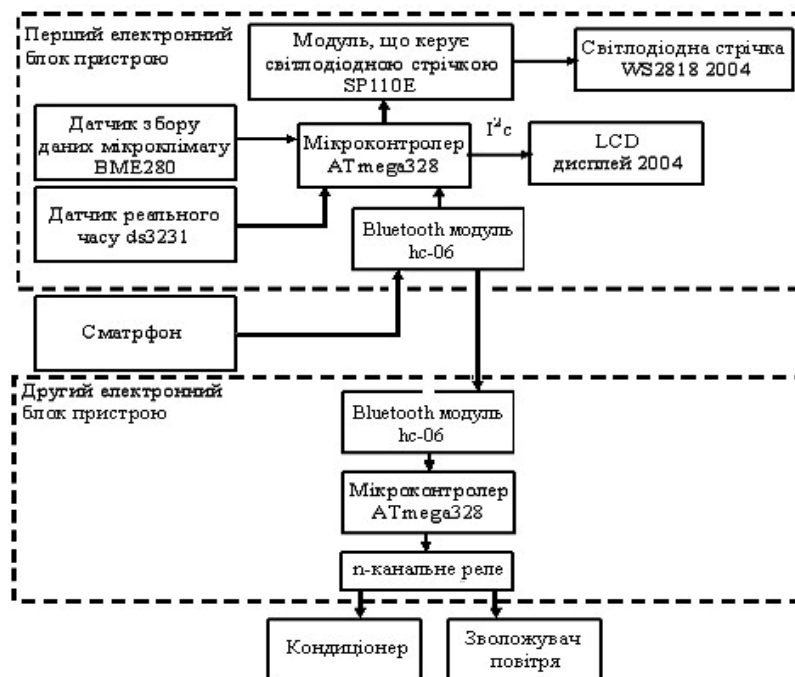 Перший електронний
блок пристрою
Модуль, що керує
світлодіодною стрічкою
SP110E
Світлодіодна стрічка
WS2818 2004
Датчик збору
даних мікроклімату
BME280
Мікроконтролер
ATmega328
I²c
LCD
дисплей 2004
Датчик реального
часу ds3231
Bluetooth модуль
hc-06
Сматрфон
Другий електронний
блок пристрою
Bluetooth модуль
hc-06
Мікроконтролер
ATmega328
n-канальне реле
Кондиціонер
Зволожувач
повітря